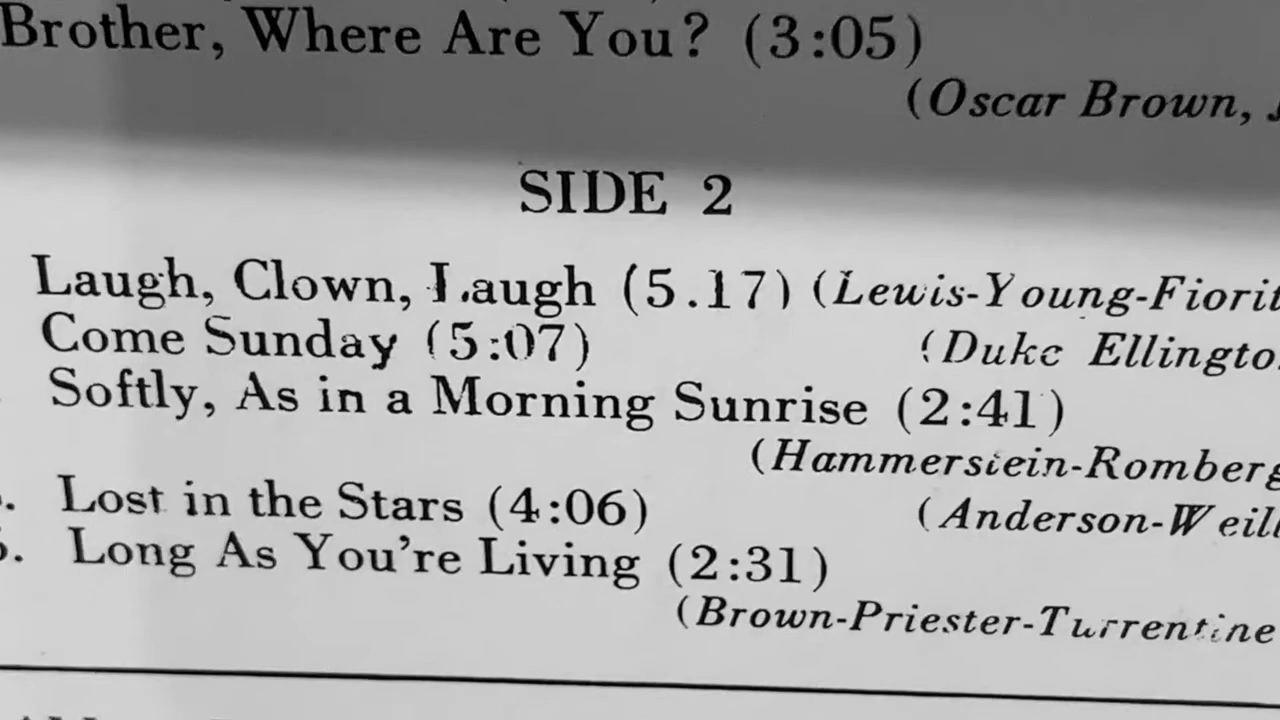 Brother, Where Are You? (3:05)
(Oscar Brown,
SIDE 2
Laugh, Clown, Laugh (5.17) (Lewis-Young-Fiorit
Come Sunday (5:07) (Duke Ellingto
Softly, As in a Morning Sunrise (2:41)
(Hammerstein-Romberg
. Lost in the Stars (4:06) (Anderson-Weill
. Long As You're Living (2:31)
(Brown-Priester-Turrentine